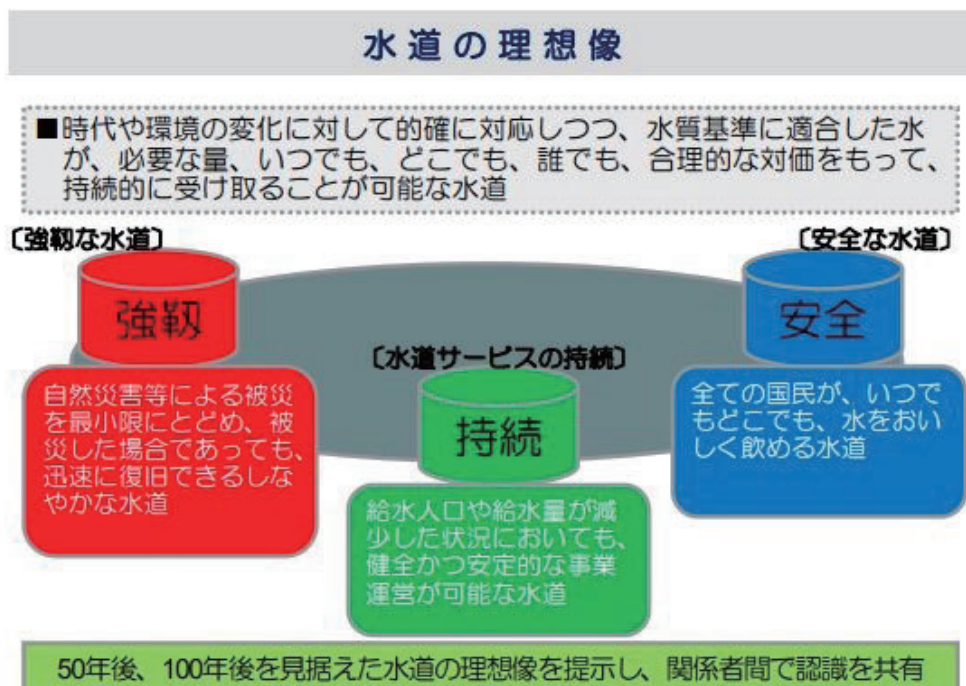 水道の理想像
■時代や環境の変化に対して的確に対応しつつ、水質基準に適合した水
が、必要な量、いつでも、どこでも、誰でも、合理的な対価をもって、
持続的に受け取ることが可能な水道
〔強靱な水道〕
強靱
自然災害等による被災
を最小限にとどめ、被
災した場合であっても、
迅速に復旧できるしな
やかな水道
〔水道サービスの持続〕
持続
給水人口や給水量が減
少した状況においても、
健全かつ安定的な事業
運営が可能な水道
〔安全な水道〕
安全
全ての国民が、いつで
もどこでも、水をおい
しく飲める水道
50年後、100年後を見据えた水道の理想像を提示し、関係者間で認識を共有